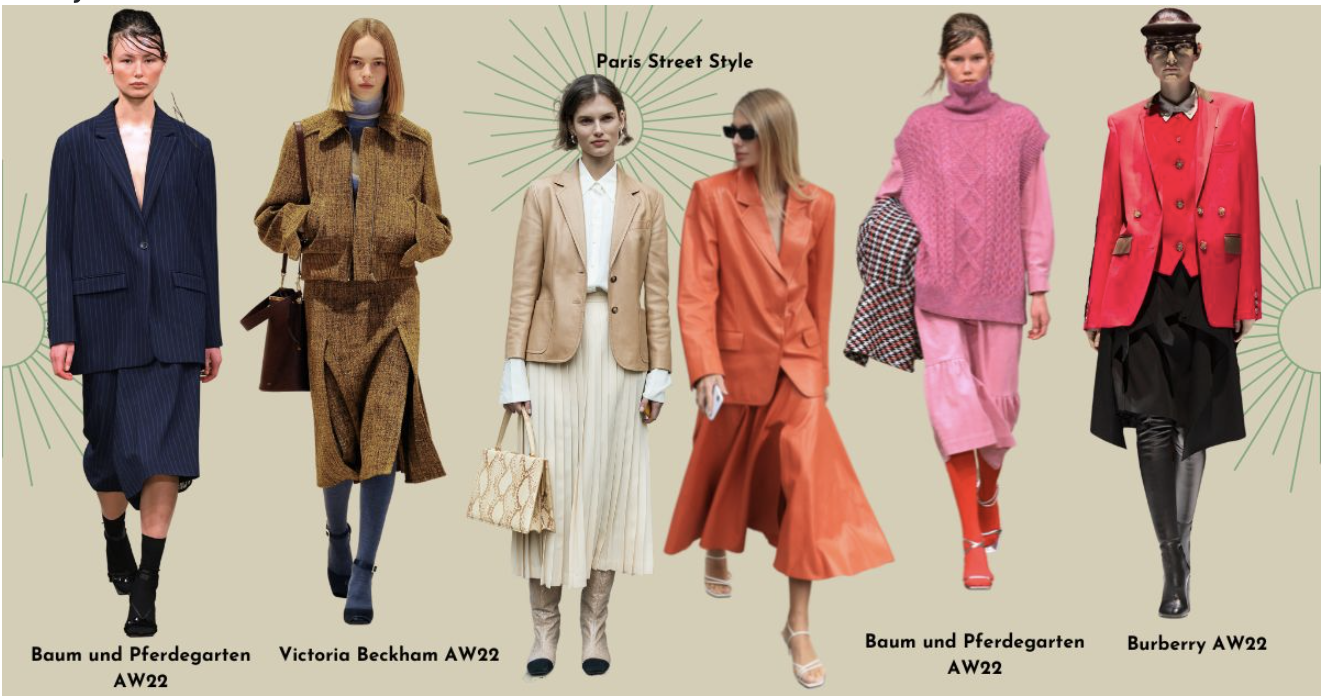 Paris Street Style
Baum und Pferdegarten
AW22
Victoria Beckham AW22
Baum und Pferdegarten
AW22
Burberry AW22